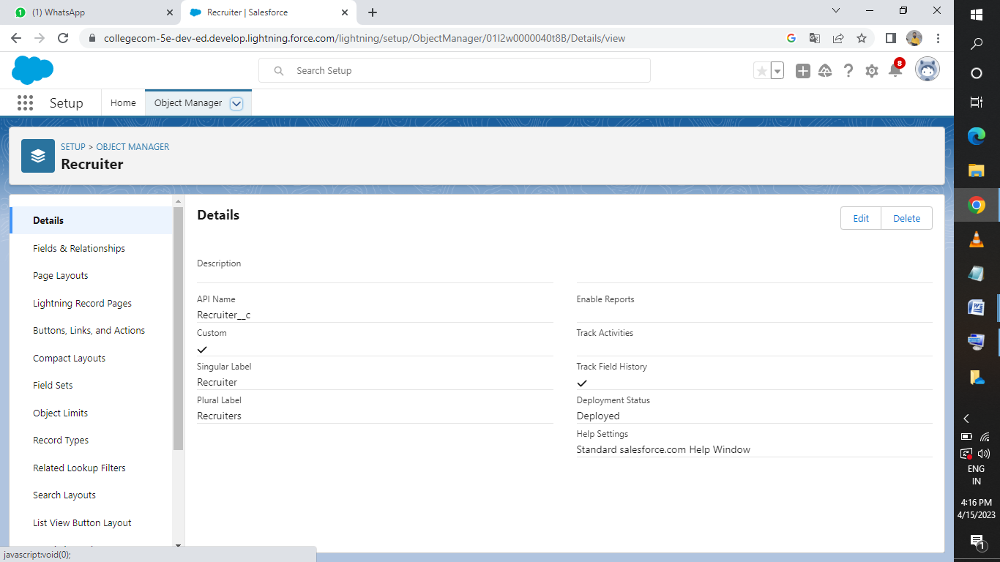 (1) WhatsApp
Recruiter | Salesforce
collegecom-5e-dev-ed.develop.lightning.force.com/lightning/setup/ObjectManager/01I2w0000040t8B/Details/view
Search Setup
8
Setup
Home
Object Manager
SETUP > OBJECT MANAGER
Recruiter
Details
Fields & Relationships
Page Layouts
Lightning Record Pages
Buttons, Links, and Actions
Compact Layouts
Field Sets
Object Limits
Record Types
Related Lookup Filters
Search Layouts
List View Button Layout
javascript:void(0);
Details
Edit
Delete
Description
API Name
Recruiter__c
Custom
Singular Label
Recruiter
Plural Label
Recruiters
Enable Reports
Track Activities
Track Field History
Deployment Status
Deployed
Help Settings
Standard salesforce.com Help Window
ENG
IN
4:16 PM
4/15/2023
1